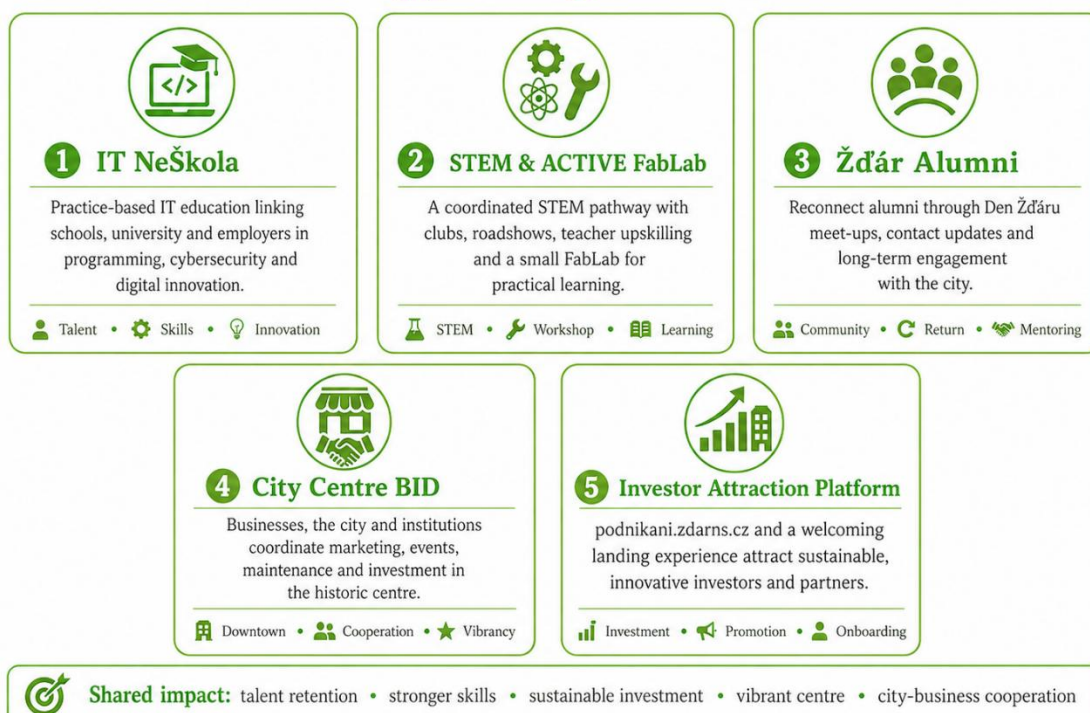 </>
1 IT NeŠkola
Practice-based IT education linking
schools, university and employers in
programming, cybersecurity and
digital innovation.
Talent • Skills • Innovation
2 STEM & ACTIVE FabLab
A coordinated STEM pathway with
clubs, roadshows, teacher upskilling
and a small FabLab for
practical learning.
STEM • Workshop • Learning
3 Žďár Alumni
Reconnect alumni through Den Žďáru
meet-ups, contact updates and
long-term engagement
with the city.
Community • Return • Mentoring
4 City Centre BID
Businesses, the city and institutions
coordinate marketing, events,
maintenance and investment in
the historic centre.
Downtown • Cooperation • Vibrancy
5 Investor Attraction Platform
podnikani.zdarns.cz and a welcoming
landing experience attract sustainable,
innovative investors and partners.
Investment • Promotion • Onboarding
Shared impact: talent retention • stronger skills • sustainable investment • vibrant centre • city-business cooperation